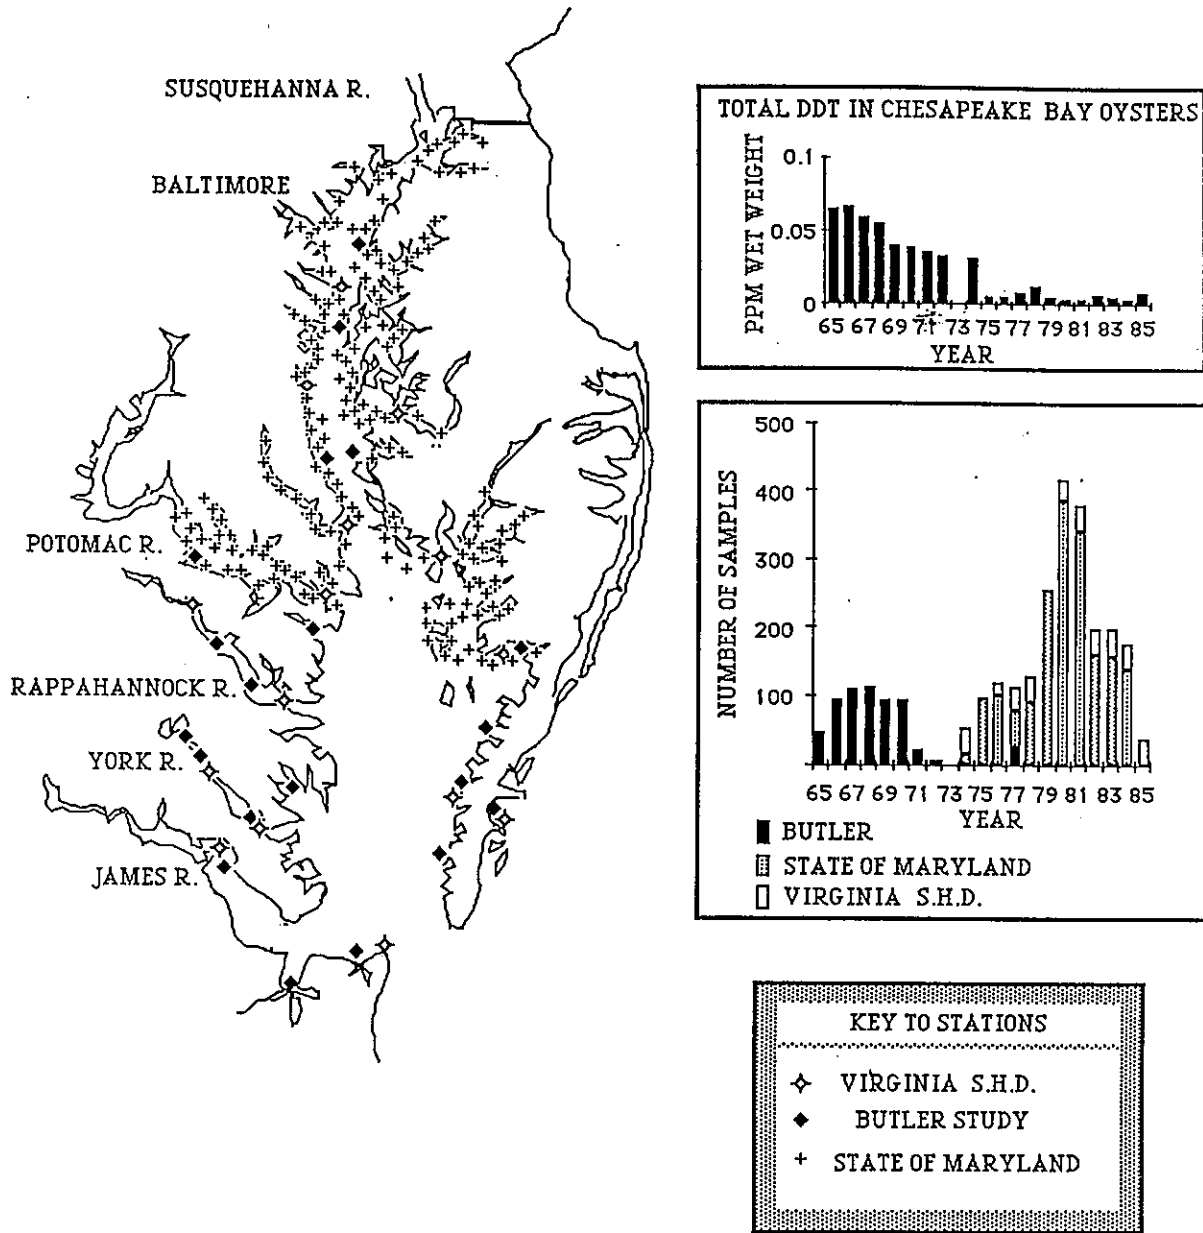 SUSQUEHANNA R.
BALTIMORE
POTOMAC R.
RAPPAHANNOCK R.
YORK R.
JAMES R.
TOTAL DDT IN CHESAPEAKE BAY OYSTERS
PPM WET WEIGHT
0.1
0.05
0
65 67 69 71 73 75 77 79 81 83 85
YEAR
NUMBER OF SAMPLES
500
400
300
200
100
65 67 69 71 73 75 77 79 81 83 85
YEAR
BUTLER
STATE OF MARYLAND
VIRGINIA S.H.D.
KEY TO STATIONS
VIRGINIA S.H.D.
BUTLER STUDY
STATE OF MARYLAND